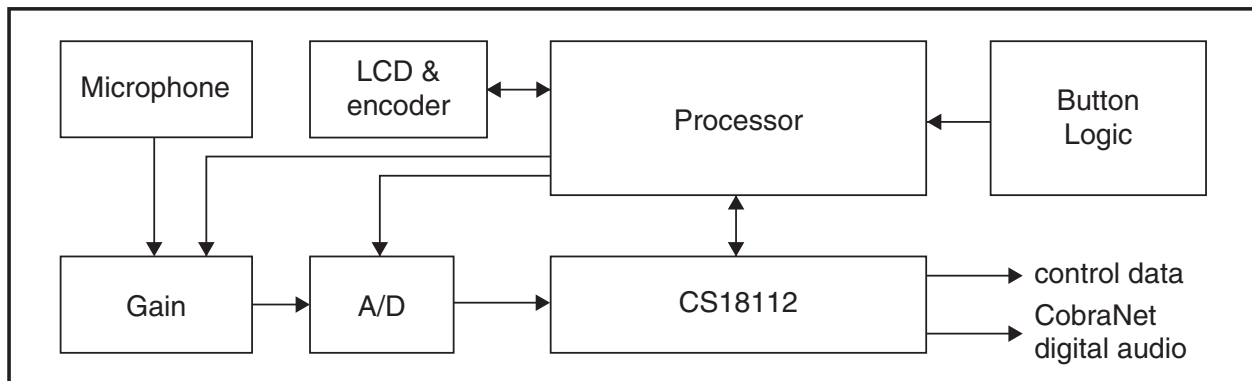 Microphone
LCD &
encoder
Processor
Button
Logic
Gain
A/D
CS18112
control data
CobraNet
digital audio